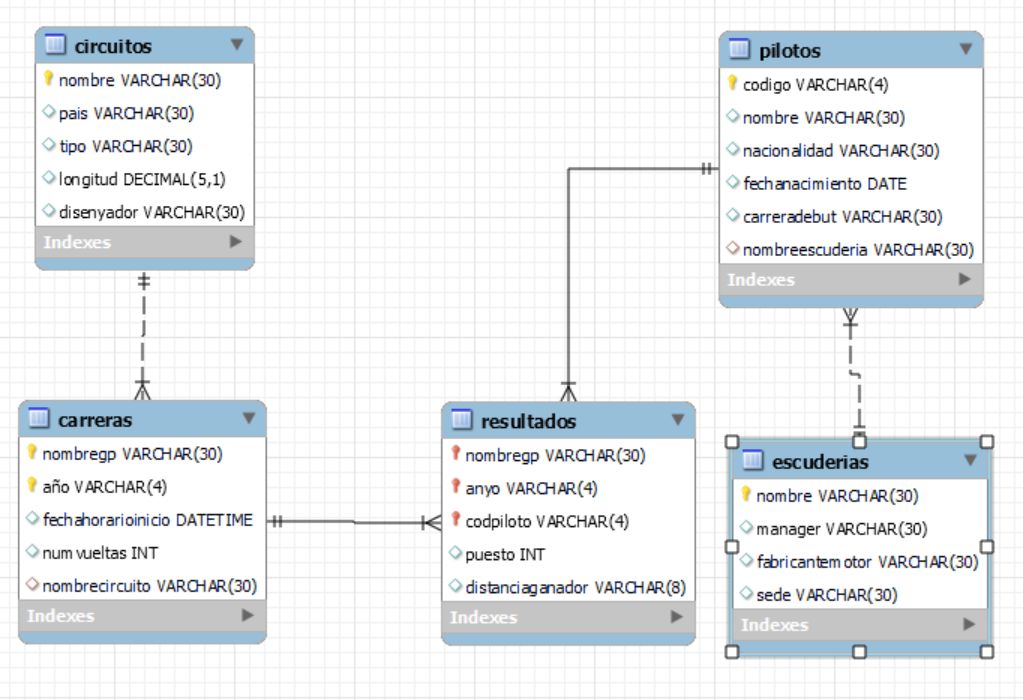 circuitos
nombre VARCHAR(30)
pais VARCHAR(30)
tipo VARCHAR(30)
longitud DECIMAL(5,1)
disenyador VARCHAR(30)
Indexes
pilotos
codigo VARCHAR(4)
nombre VARCHAR(30)
nacionalidad VARCHAR(30)
fechanacimiento DATE
carreradebut VARCHAR(30)
nombreescuderia VARCHAR(30)
Indexes
carreras
nombregp VARCHAR(30)
año VARCHAR(4)
fechahorarioinicio DATETIME
numvueltas INT
nombrecircuito VARCHAR(30)
Indexes
resultados
nombregp VARCHAR(30)
anyo VARCHAR(4)
codpiloto VARCHAR(4)
puesto INT
distanciaganador VARCHAR(8)
Indexes
escuderias
nombre VARCHAR(30)
manager VARCHAR(30)
fabricantemotor VARCHAR(30)
sede VARCHAR(30)
Indexes